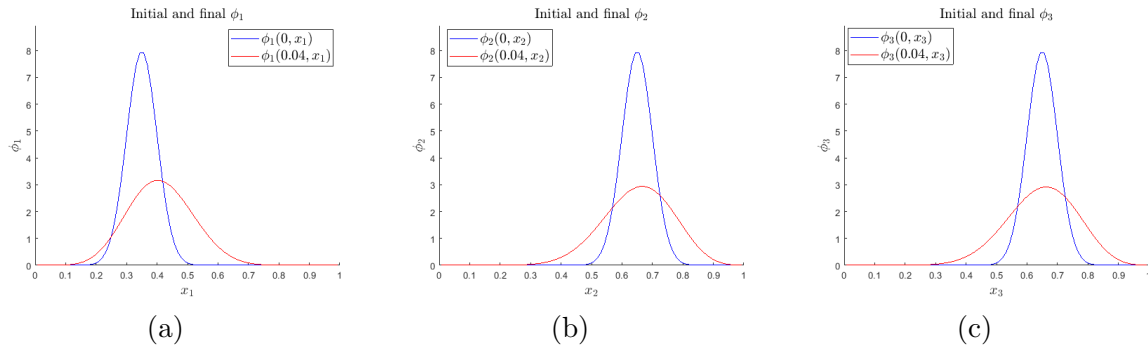 Initial and final ϕ₁
ϕ₁(0, x₁)
ϕ₁(0.04, x₁)
8
7
6
5
4
3
2
1
0
ϕ₁
0 0.1 0.2 0.3 0.4 0.5 0.6 0.7 0.8 0.9 1
x₁
(a)
Initial and final ϕ₂
ϕ₂(0, x₂)
ϕ₂(0.04, x₂)
8
7
6
5
4
3
2
1
0
ϕ₂
0 0.1 0.2 0.3 0.4 0.5 0.6 0.7 0.8 0.9 1
x₂
(b)
Initial and final ϕ₃
ϕ₃(0, x₃)
ϕ₃(0.04, x₃)
8
7
6
5
4
3
2
1
0
ϕ₃
0 0.1 0.2 0.3 0.4 0.5 0.6 0.7 0.8 0.9 1
x₃
(c)